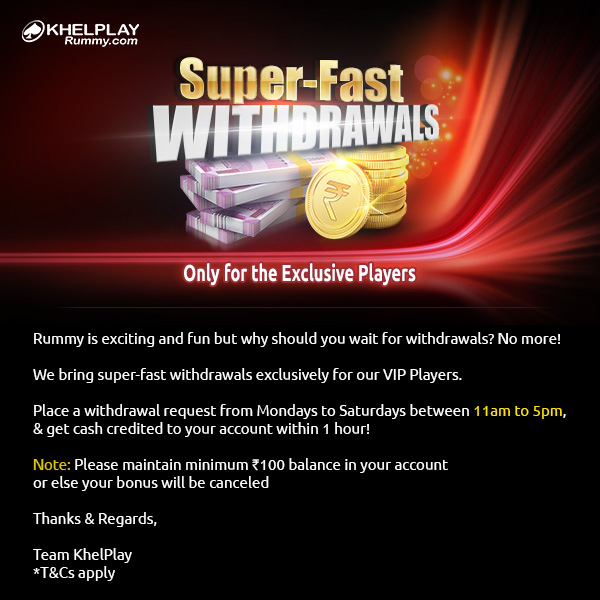 KHELPLAY
Rummy.com
Super-Fast
WITHDRAWALS
₹
Only for the Exclusive Players
Rummy is exciting and fun but why should you wait for withdrawals? No more!
We bring super-fast withdrawals exclusively for our VIP Players.
Place a withdrawal request from Mondays to Saturdays between 11am to 5pm,
& get cash credited to your account within 1 hour!
Note: Please maintain minimum ₹100 balance in your account
or else your bonus will be canceled
Thanks & Regards,
Team KhelPlay
*T&Cs apply